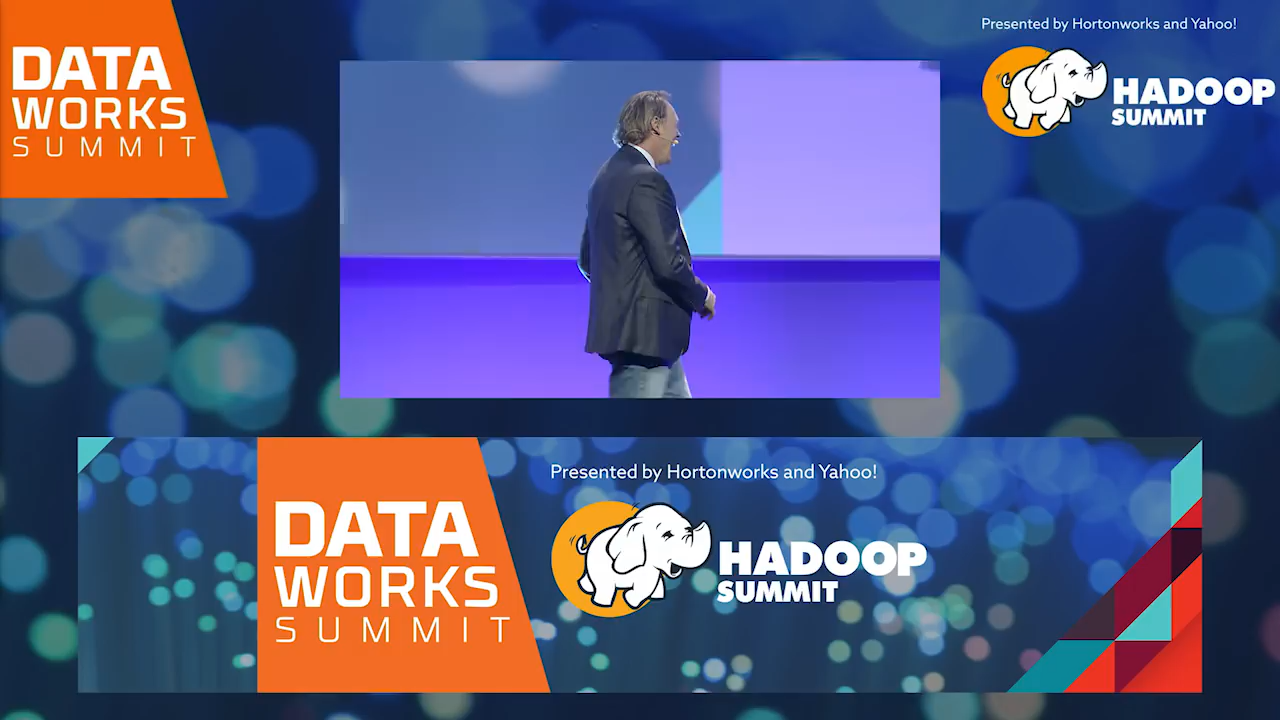 DATA
WORKS
SUMMIT
Presented by Hortonworks and Yahoo!
HADOOP
SUMMIT
DATA
WORKS
SUMMIT
Presented by Hortonworks and Yahoo!
HADOOP
SUMMIT